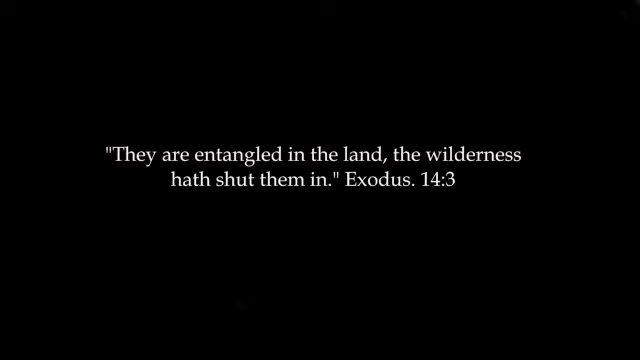 "They are entangled in the land, the wilderness
hath shut them in." Exodus. 14:3